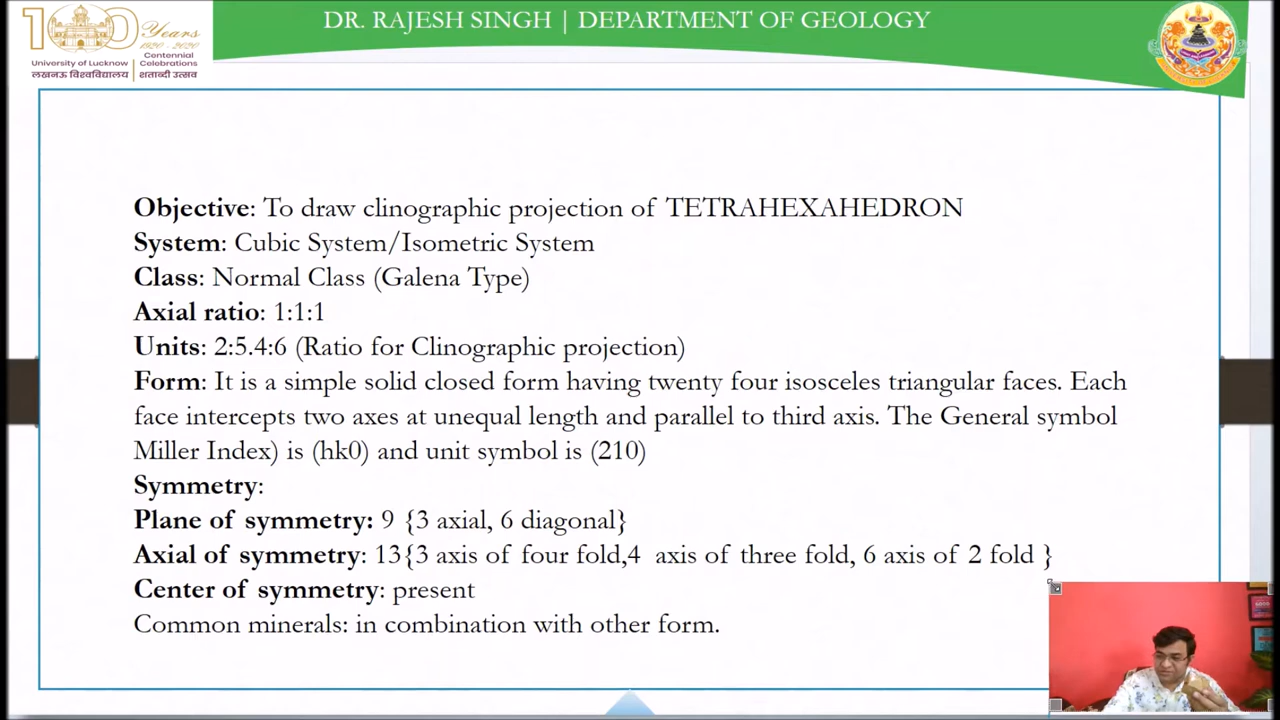 DR. RAJESH SINGH | DEPARTMENT OF GEOLOGY
100 Years
1920 - 2020
University of Lucknow
Centennial
Celebrations
लखनऊ विश्वविद्यालय
शताब्दी उत्सव
Objective: To draw clinographic projection of TETRAHEXAHEDRON
System: Cubic System/Isometric System
Class: Normal Class (Galena Type)
Axial ratio: 1:1:1
Units: 2:5.4:6 (Ratio for Clinographic projection)
Form: It is a simple solid closed form having twenty four isosceles triangular faces. Each
face intercepts two axes at unequal length and parallel to third axis. The General symbol
Miller Index) is (hk0) and unit symbol is (210)
Symmetry:
Plane of symmetry: 9 {3 axial, 6 diagonal}
Axial of symmetry: 13{3 axis of four fold,4 axis of three fold, 6 axis of 2 fold }
Center of symmetry: present
Common minerals: in combination with other form.